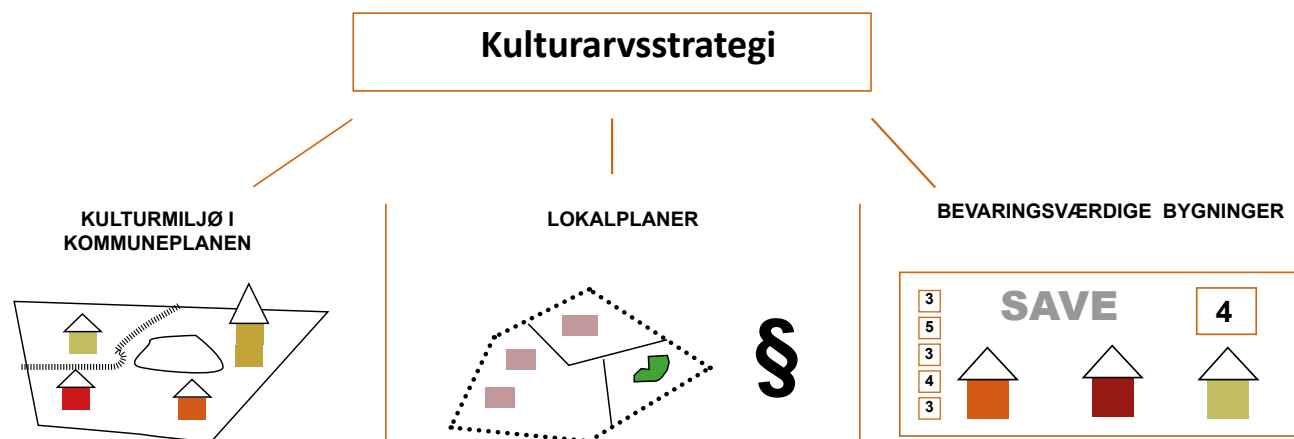 Kulturarvsstrategi
KULTURMILJØ I
KOMMUNEPLANEN
LOKALPLANER
§
BEVARINGSVÆRDIGE BYGNINGER
SAVE
4
3
5
3
4
3